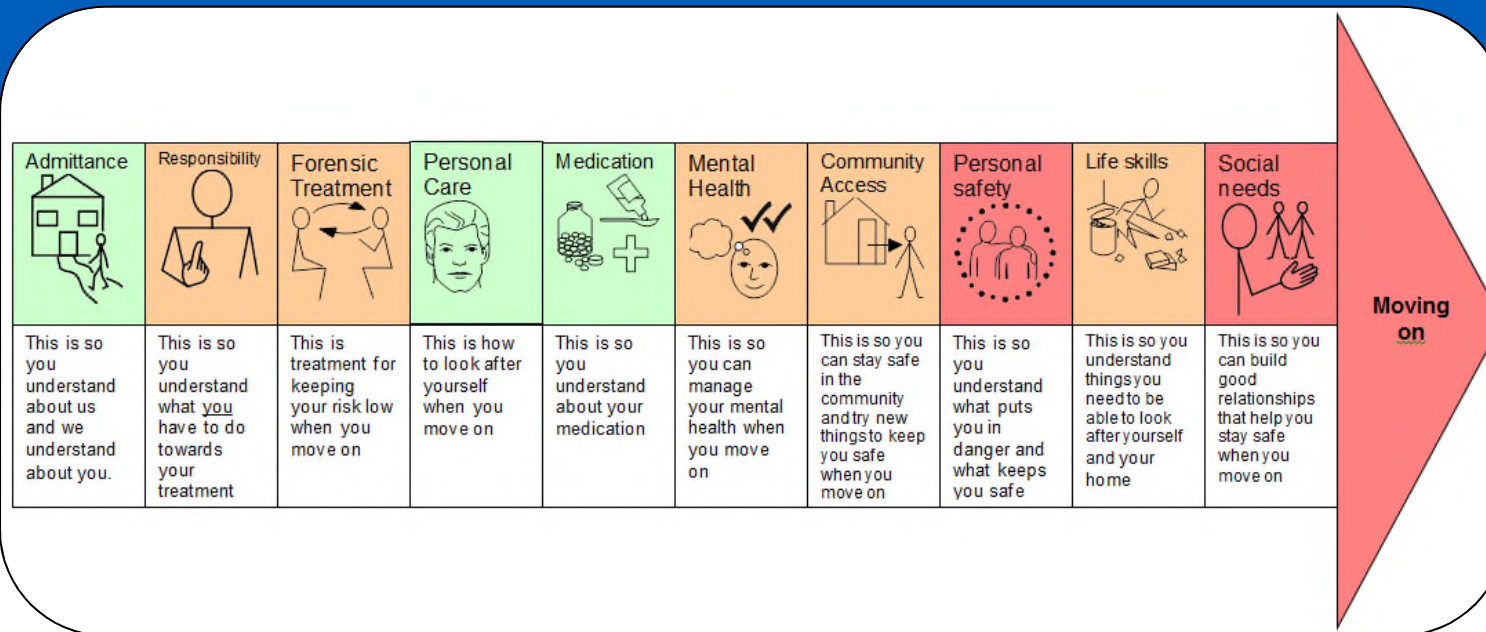 Admittance
Responsibility
Forensic
Treatment
Personal
Care
Medication
Mental
Health
Community
Access
Personal
safety
Life skills
Social
needs
This is so
you
understand
about us
and we
understand
about you.
This is so
you
understand
what you
have to do
towards
your
treatment
This is
treatment for
keeping
your risk low
when you
move on
This is how
to look after
yourself
when you
move on
This is so
you
understand
about your
medication
This is so
you can
manage
your mental
health when
you move
on
This is so you
can stay safe
in the
community
and try new
things to keep
you safe
when you
move on
This is so
you
understand
what puts
you in
danger and
what keeps
you safe
This is so you
understand
things you
need to be
able to look
after yourself
and your
home
This is so you
can build
good
relationships
that help you
stay safe
when you
move on
Moving
on